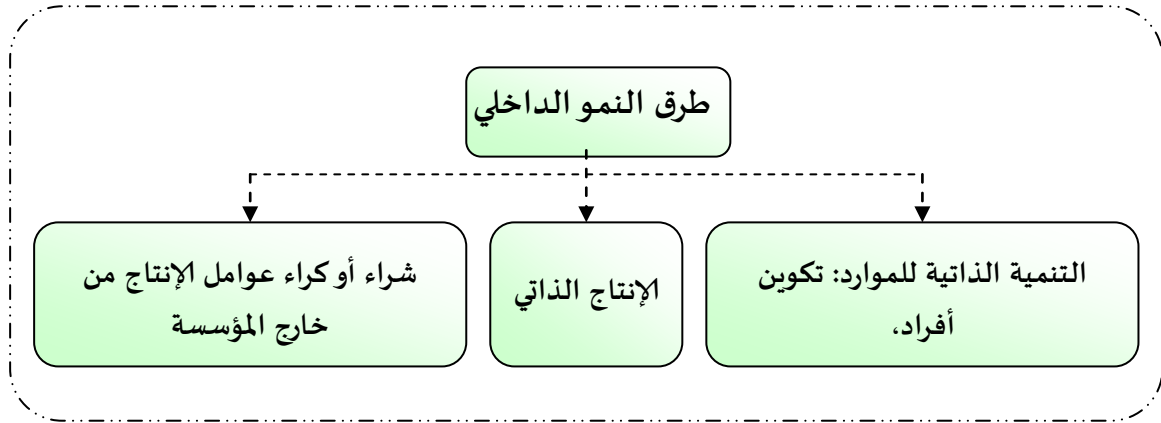 طرق النمو الداخلي
التنمية الذاتية للموارد: تكوين
أفراد،
الإنتاج الذاتي
شراء أو كراء عوامل الإنتاج من
خارج المؤسسة